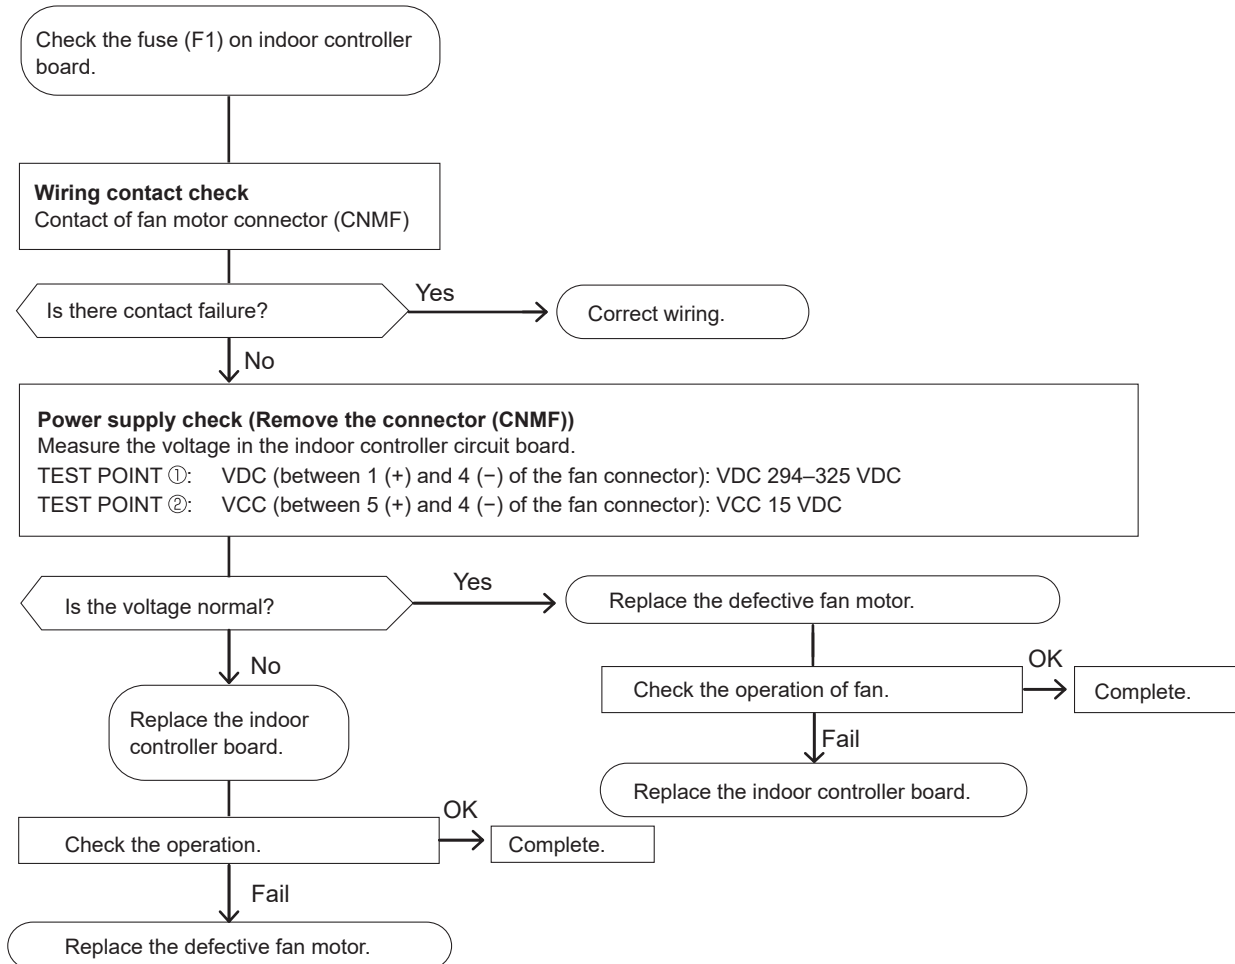 Check the fuse (F1) on indoor controller
board.
Wiring contact check
Contact of fan motor connector (CNMF)
Is there contact failure?
Yes
Correct wiring.
No
Power supply check (Remove the connector (CNMF))
Measure the voltage in the indoor controller circuit board.
TEST POINT ①: VDC (between 1 (+) and 4 (−) of the fan connector): VDC 294–325 VDC
TEST POINT ②: VCC (between 5 (+) and 4 (−) of the fan connector): VCC 15 VDC
Is the voltage normal?
Yes
Replace the defective fan motor.
Check the operation of fan.
OK
Complete.
Fail
Replace the indoor controller board.
No
Replace the indoor
controller board.
Check the operation.
OK
Complete.
Fail
Replace the defective fan motor.